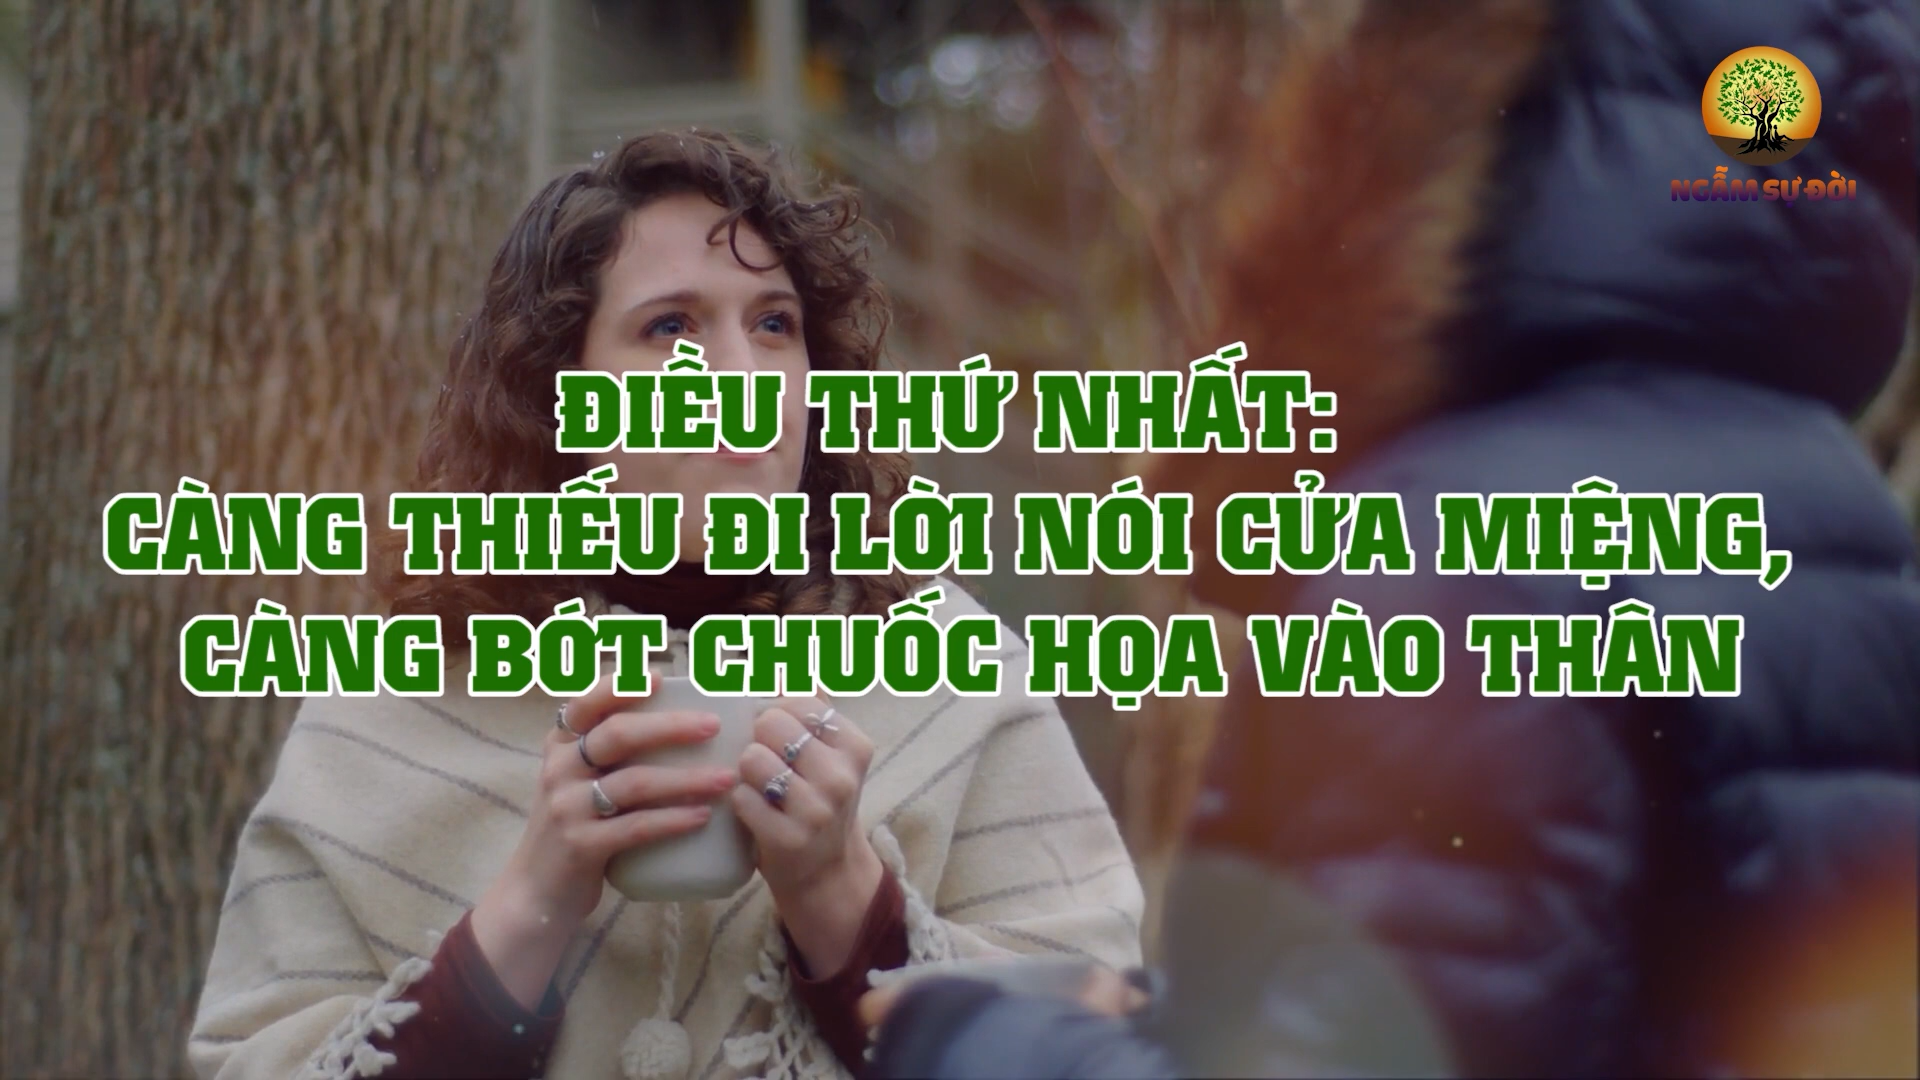 NGẪM SỰ ĐỜI
ĐIỀU THỨ NHẤT:
CÀNG THIẾU ĐI LỜI NÓI CỬA MIỆNG,
CÀNG BỚT CHUỐC HỌA VÀO THÂN